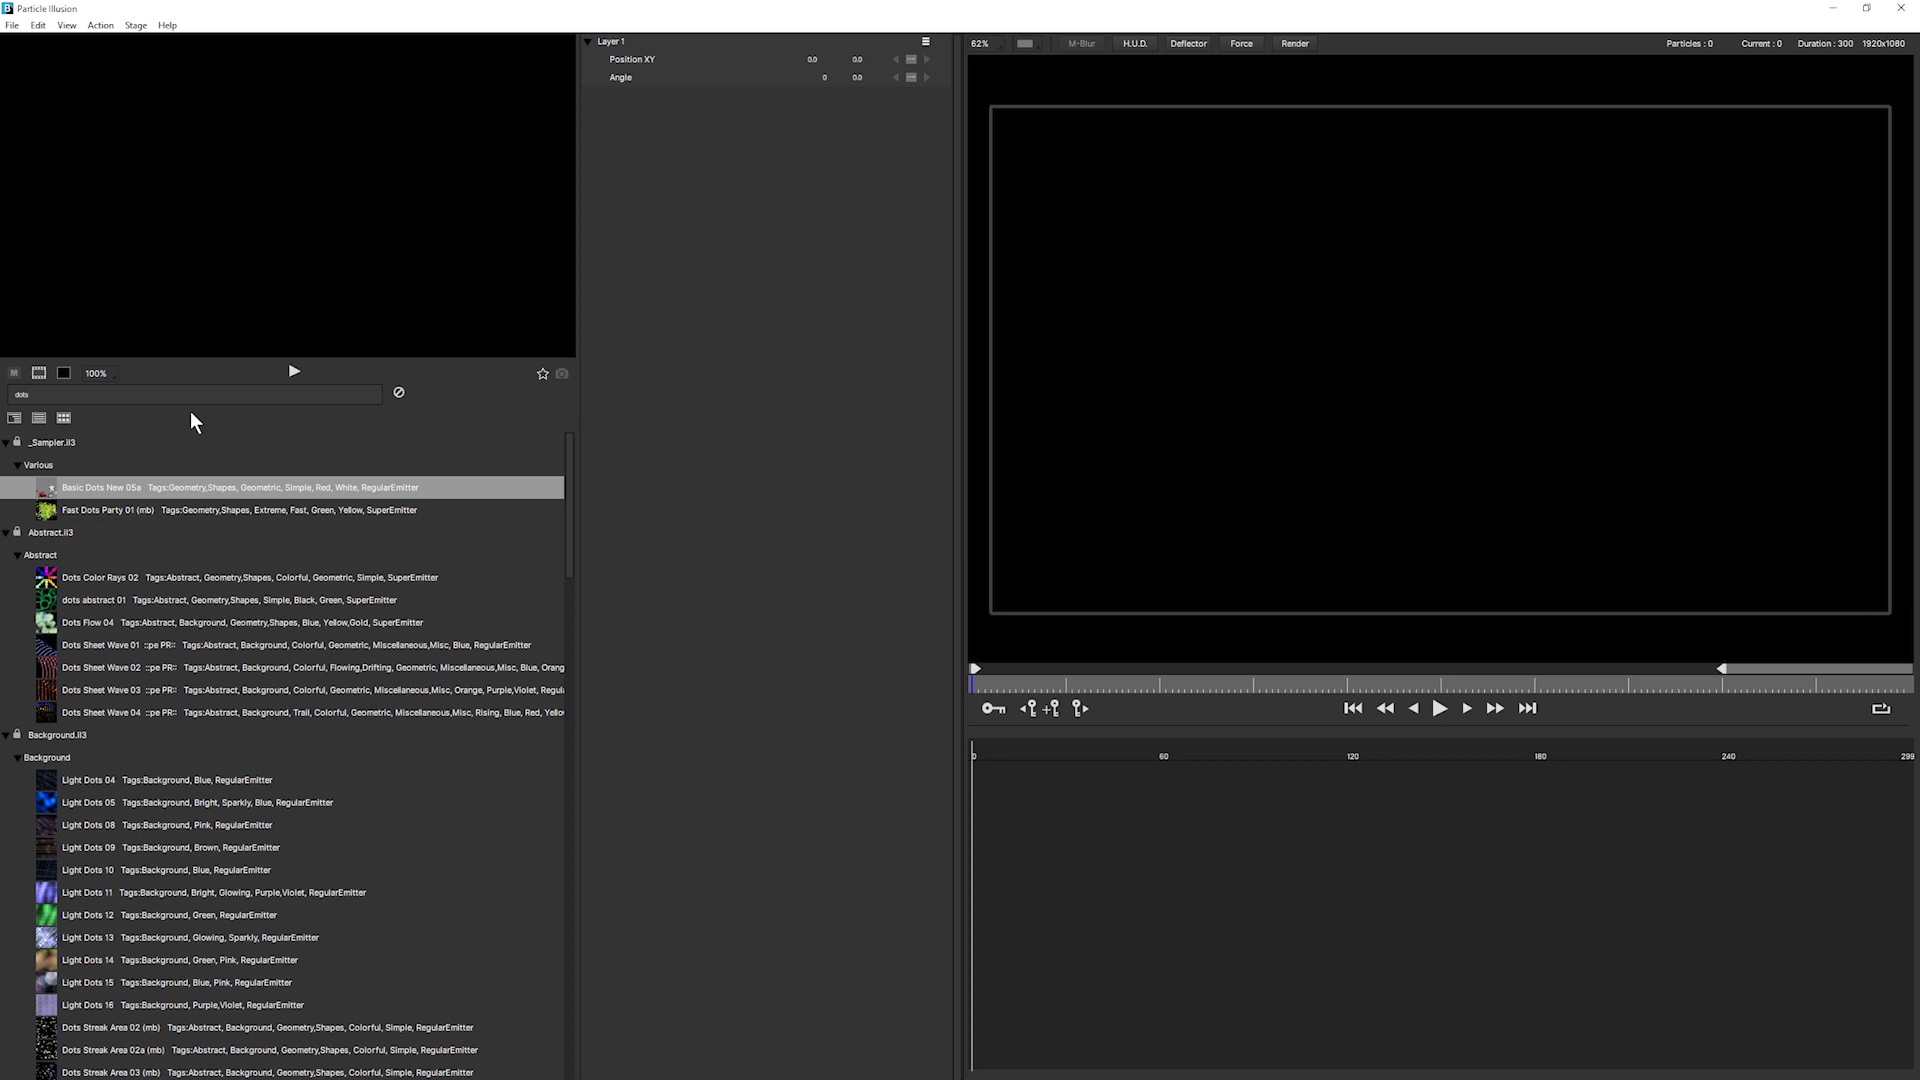 Particle Illusion
File Edit View Action Stage Help
Layer 1
Position XY 0.0 0.0
Angle 0 0.0
62% M-Blur H.U.D. Deflector Force Render Particles : 0 Current : 0 Duration : 300 1920x1080
M 100%
dots
_Sampler.il3
Various
Basic Dots New 05a Tags:Geometry,Shapes, Geometric, Simple, Red, White, RegularEmitter
Fast Dots Party 01 (mb) Tags:Geometry,Shapes, Extreme, Fast, Green, Yellow, SuperEmitter
Abstract.il3
Abstract
Dots Color Rays 02 Tags:Abstract, Geometry,Shapes, Colorful, Geometric, Simple, SuperEmitter
dots abstract 01 Tags:Abstract, Geometry,Shapes, Simple, Black, Green, SuperEmitter
Dots Flow 04 Tags:Abstract, Background, Geometry,Shapes, Blue, Yellow,Gold, SuperEmitter
Dots Sheet Wave 01 ::pe PR:: Tags:Abstract, Background, Colorful, Geometric, Miscellaneous,Misc, Blue, RegularEmitter
Dots Sheet Wave 02 ::pe PR:: Tags:Abstract, Background, Colorful, Flowing,Drifting, Geometric, Miscellaneous,Misc, Blue, Orang
Dots Sheet Wave 03 ::pe PR:: Tags:Abstract, Background, Colorful, Geometric, Miscellaneous,Misc, Orange, Purple,Violet, Regul
Dots Sheet Wave 04 ::pe PR:: Tags:Abstract, Background, Trail, Colorful, Geometric, Miscellaneous,Misc, Rising, Blue, Red, Yello
Background.il3
Background
Light Dots 04 Tags:Background, Blue, RegularEmitter
Light Dots 05 Tags:Background, Bright, Sparkly, Blue, RegularEmitter
Light Dots 08 Tags:Background, Pink, RegularEmitter
Light Dots 09 Tags:Background, Brown, RegularEmitter
Light Dots 10 Tags:Background, Blue, RegularEmitter
Light Dots 11 Tags:Background, Bright, Glowing, Purple,Violet, RegularEmitter
Light Dots 12 Tags:Background, Green, RegularEmitter
Light Dots 13 Tags:Background, Glowing, Sparkly, RegularEmitter
Light Dots 14 Tags:Background, Green, Pink, RegularEmitter
Light Dots 15 Tags:Background, Blue, Pink, RegularEmitter
Light Dots 16 Tags:Background, Purple,Violet, RegularEmitter
Dots Streak Area 02 (mb) Tags:Abstract, Background, Geometry,Shapes, Colorful, Simple, RegularEmitter
Dots Streak Area 02a (mb) Tags:Abstract, Background, Geometry,Shapes, Colorful, Simple, RegularEmitter
Dots Streak Area 03 (mb) Tags:Abstract, Background, Geometry,Shapes, Colorful, Simple, RegularEmitter
0 60 120 180 240 299